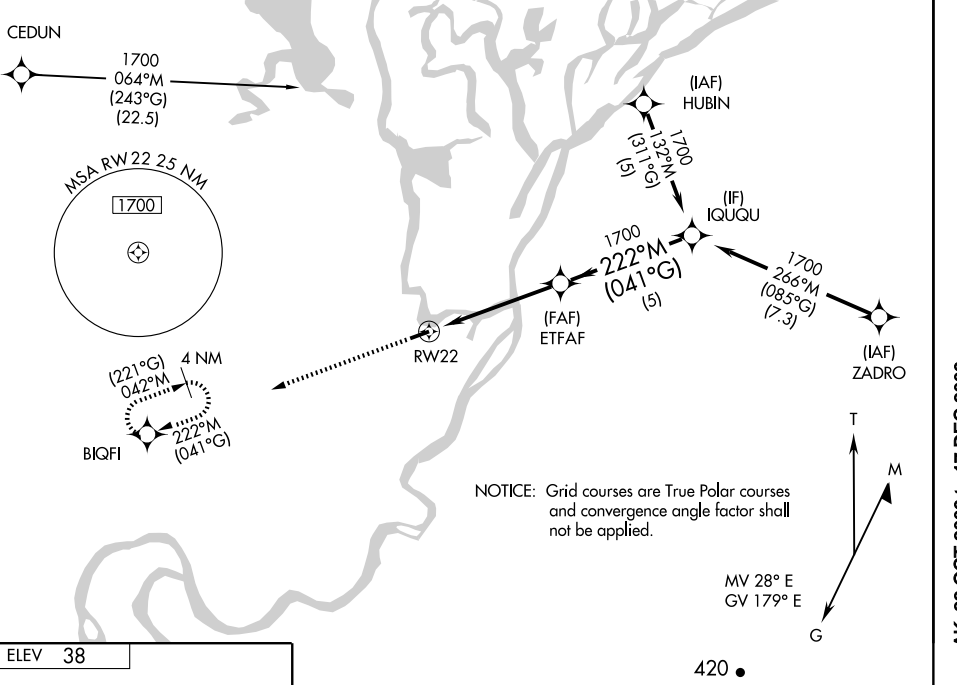 CEDUN
1700
064°M
(243°G)
(22.5)
(IAF)
HUBIN
1700
132°M
(311°G)
(5)
MSA RW 22 25 NM
1700
(IF)
IQUQU
1700
222°M
(041°G)
(5)
1700
266°M
(085°G)
(7.3)
(FAF)
ETFAF
RW22
(IAF)
ZADRO
(221°G)
042°M
4 NM
BIQFI
222°M
(041°G)
NOTICE: Grid courses are True Polar courses
and convergence angle factor shall
not be applied.
T
M
MV 28° E
GV 179° E
G
ELEV 38
420